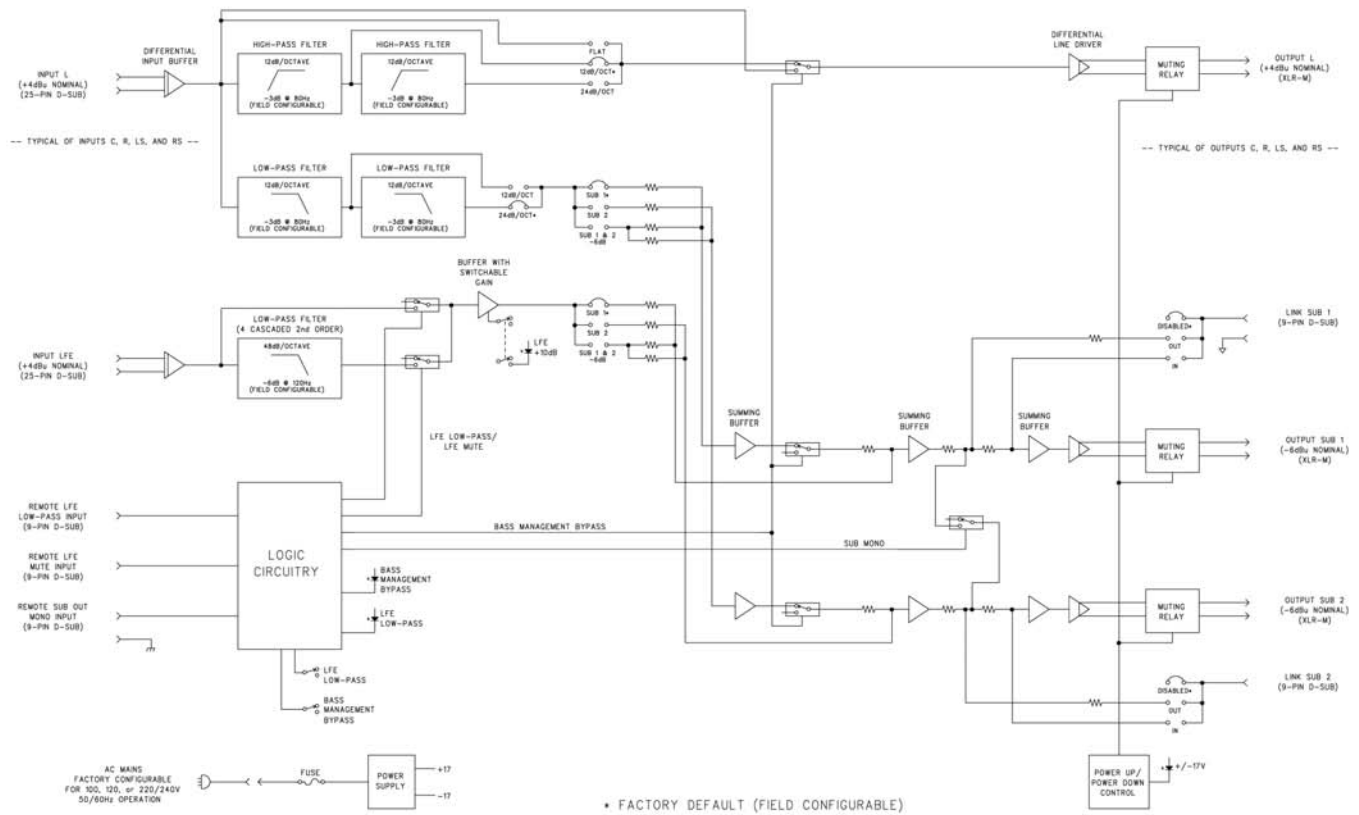 DIFFERENTIAL
INPUT BUFFER
INPUT L
(+4dBu NOMINAL)
(25-PIN D-SUB)
HIGH-PASS FILTER
12dB/OCTAVE
-3dB @ 80Hz
(FIELD CONFIGURABLE)
HIGH-PASS FILTER
12dB/OCTAVE
-3dB @ 80Hz
(FIELD CONFIGURABLE)
FLAT
12dB/OCT*
24dB/OCT
DIFFERENTIAL
LINE DRIVER
MUTING
RELAY
OUTPUT L
(+4dBu NOMINAL)
(XLR-M)
-- TYPICAL OF INPUTS C, R, LS, AND RS --
-- TYPICAL OF OUTPUTS C, R, LS, AND RS --
LOW-PASS FILTER
12dB/OCTAVE
-3dB @ 80Hz
(FIELD CONFIGURABLE)
LOW-PASS FILTER
12dB/OCTAVE
-3dB @ 80Hz
(FIELD CONFIGURABLE)
12dB/OCT
24dB/OCT*
SUB 1*
SUB 2
SUB 1 & 2
-6dB
BUFFER WITH
SWITCHABLE
GAIN
INPUT LFE
(+4dBu NOMINAL)
(25-PIN D-SUB)
LOW-PASS FILTER
(4 CASCADED 2nd ORDER)
48dB/OCTAVE
-6dB @ 120Hz
(FIELD CONFIGURABLE)
LFE
+10dB
SUB 1*
SUB 2
SUB 1 & 2
-6dB
LFE LOW-PASS/
LFE MUTE
DISABLED*
OUT
IN
LINK SUB 1
(9-PIN D-SUB)
SUMMING
BUFFER
SUMMING
BUFFER
SUMMING
BUFFER
MUTING
RELAY
OUTPUT SUB 1
(-6dBu NOMINAL)
(XLR-M)
REMOTE LFE
LOW-PASS INPUT
(9-PIN D-SUB)
REMOTE LFE
MUTE INPUT
(9-PIN D-SUB)
REMOTE SUB OUT
MONO INPUT
(9-PIN D-SUB)
LOGIC
CIRCUITRY
BASS MANAGEMENT BYPASS
SUB MONO
BASS
MANAGEMENT
BYPASS
LFE
LOW-PASS
LFE
LOW-PASS
BASS
MANAGEMENT
BYPASS
MUTING
RELAY
OUTPUT SUB 2
(-6dBu NOMINAL)
(XLR-M)
DISABLED*
OUT
IN
LINK SUB 2
(9-PIN D-SUB)
AC MAINS
FACTORY CONFIGURABLE
FOR 100, 120, or 220/240V
50/60Hz OPERATION
FUSE
POWER
SUPPLY
+17
-17
POWER UP/
POWER DOWN
CONTROL
+/-17V
* FACTORY DEFAULT (FIELD CONFIGURABLE)